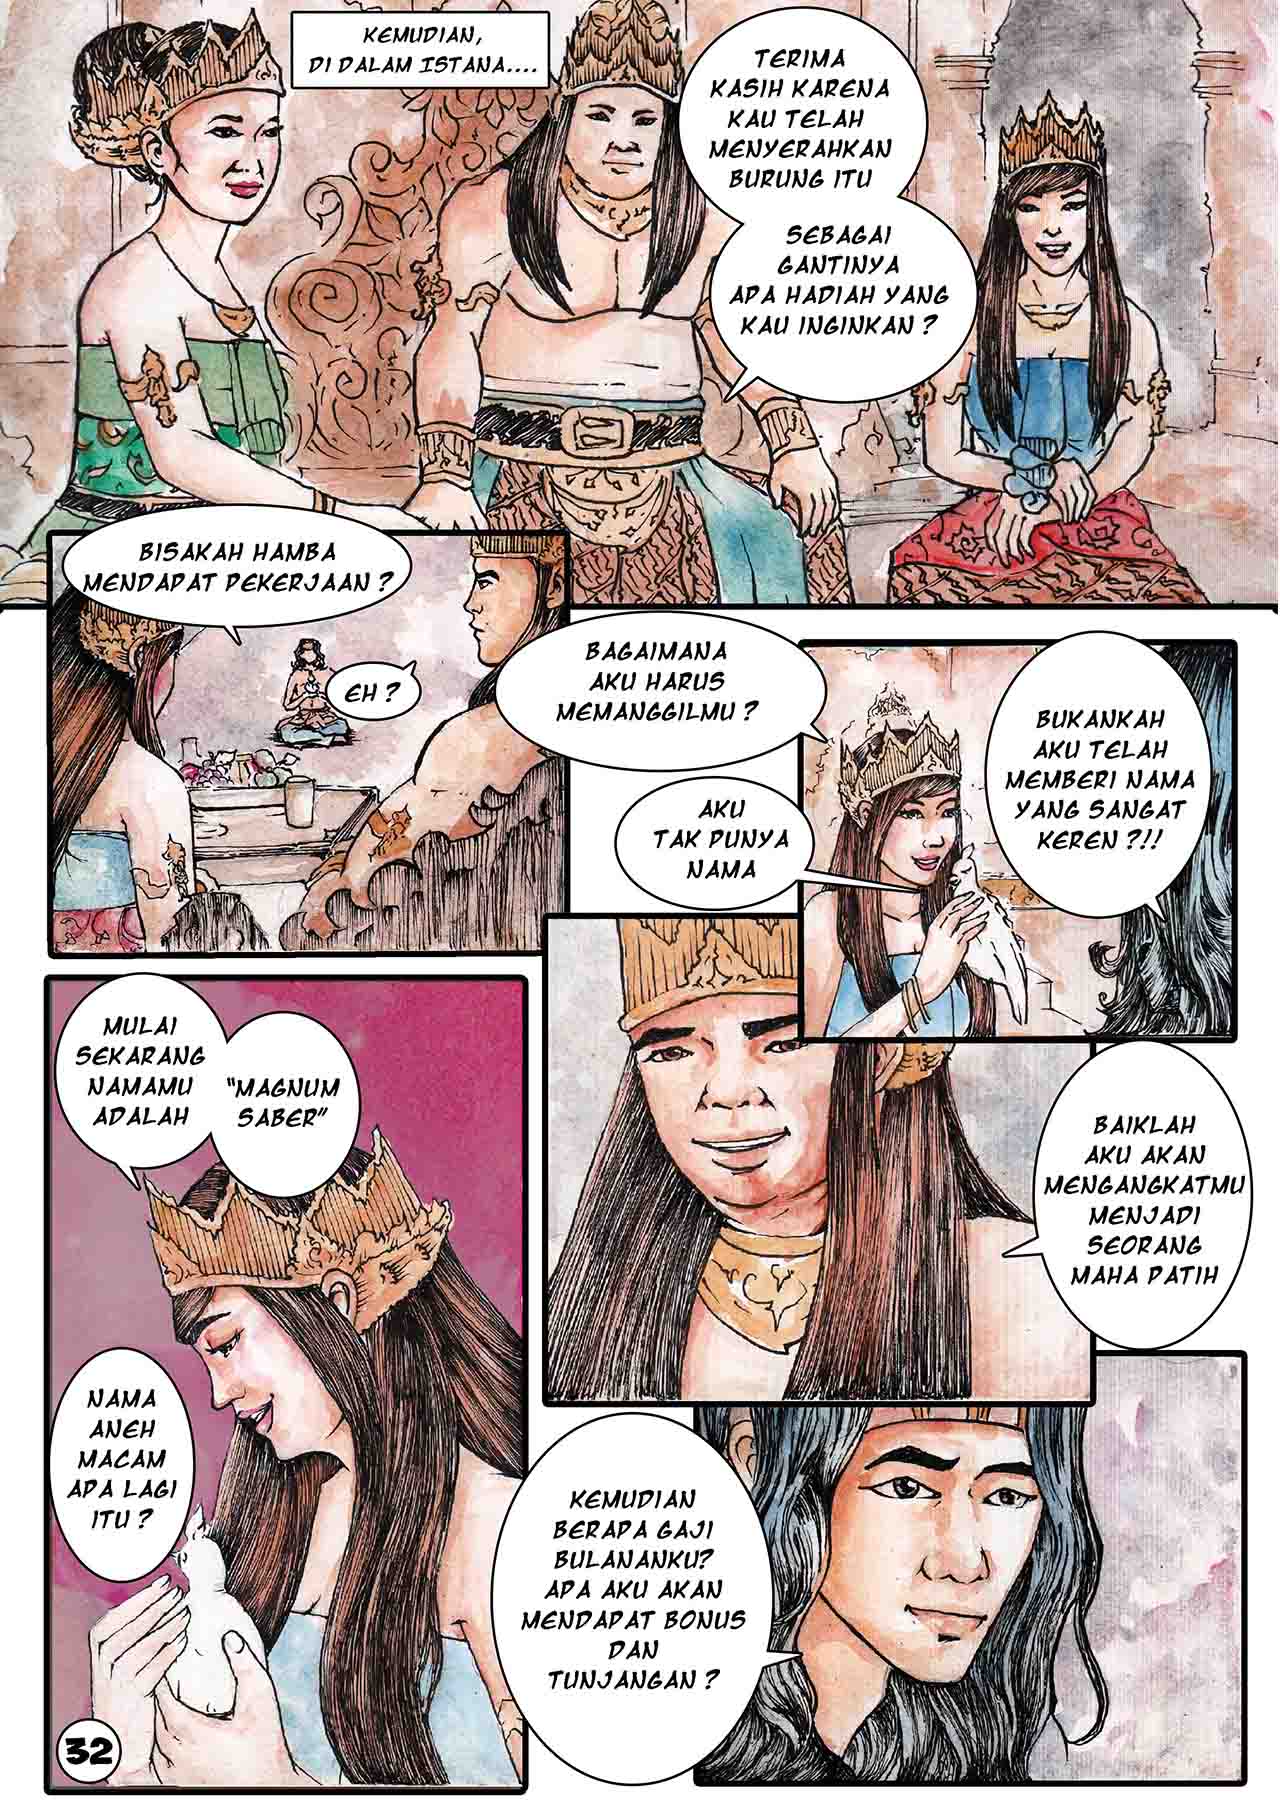 KEMUDIAN,
DI DALAM ISTANA....
TERIMA
KASIH KARENA
KAU TELAH
MENYERAHKAN
BURUNG ITU
SEBAGAI
GANTINYA
APA HADIAH YANG
KAU INGINKAN ?
BISAKAH HAMBA
MENDAPAT PEKERJAAN ?
EH ?
BAGAIMANA
AKU HARUS
MEMANGGILMU ?
AKU
TAK PUNYA
NAMA
BUKANKAH
AKU TELAH
MEMBERI NAMA
YANG SANGAT
KEREN ?!!
MULAI
SEKARANG
NAMAMU
ADALAH
"MAGNUM
SABER"
NAMA
ANEH
MACAM
APA LAGI
ITU ?
BAIKLAH
AKU AKAN
MENGANGKATMU
MENJADI
SEORANG
MAHA PATIH
KEMUDIAN
BERAPA GAJI
BULANANKU?
APA AKU AKAN
MENDAPAT BONUS
DAN
TUNJANGAN ?
32